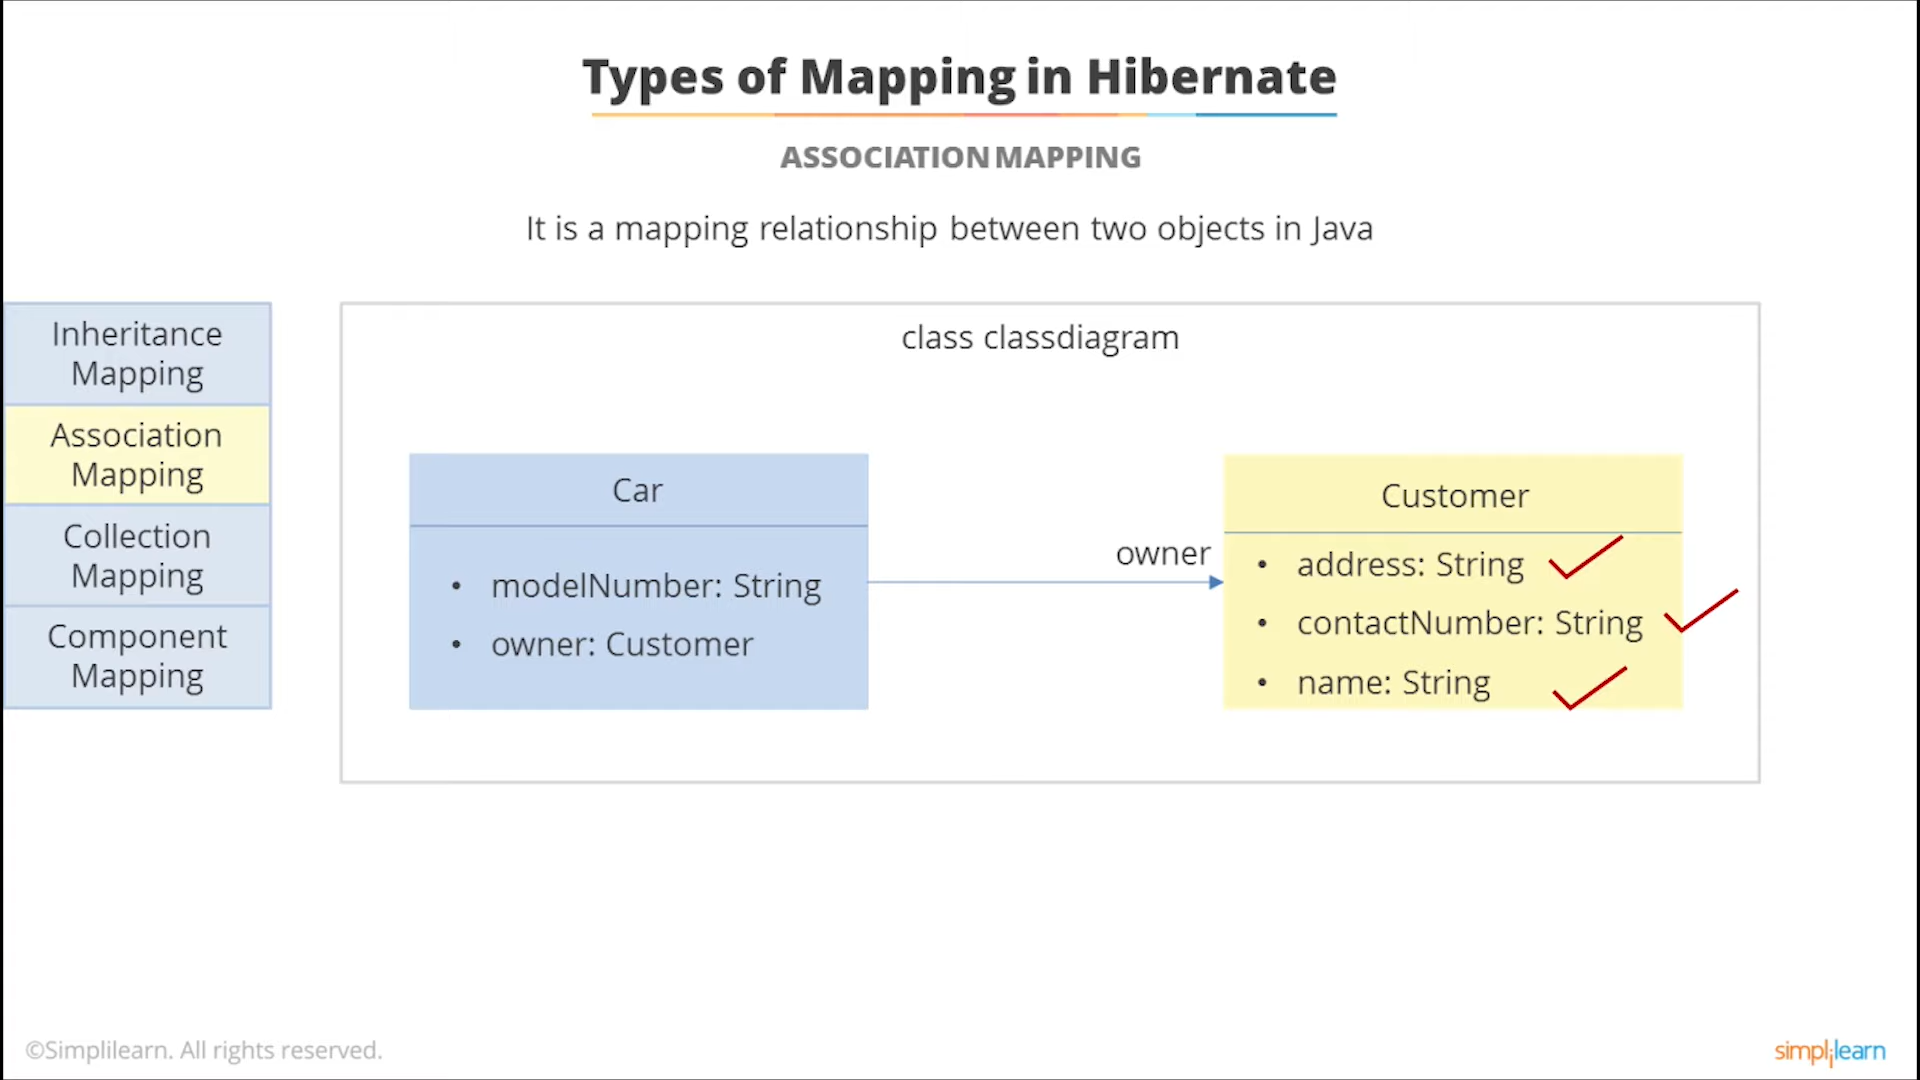 Types of Mapping in Hibernate
ASSOCIATION MAPPING
It is a mapping relationship between two objects in Java
Inheritance
Mapping
Association
Mapping
Collection
Mapping
Component
Mapping
class classdiagram
Car
• modelNumber: String
• owner: Customer
owner
Customer
• address: String
• contactNumber: String
• name: String
©Simplilearn. All rights reserved.
simplilearn